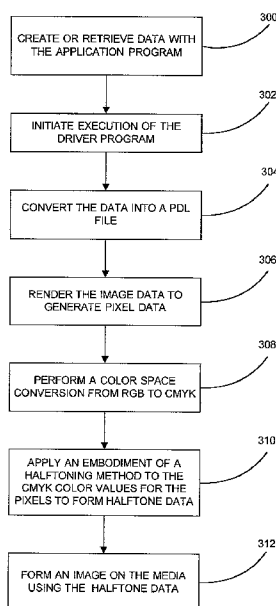 300
CREATE OR RETRIEVE DATA WITH
THE APPLICATION PROGRAM
302
INITIATE EXECUTION OF THE
DRIVER PROGRAM
304
CONVERT THE DATA INTO A PDL
FILE
306
RENDER THE IMAGE DATA TO
GENERATE PIXEL DATA
308
PERFORM A COLOR SPACE
CONVERSION FROM RGB TO CMYK
310
APPLY AN EMBODIMENT OF A
HALFTONING METHOD TO THE
CMYK COLOR VALUES FOR THE
PIXELS TO FORM HALFTONE DATA
312
FORM AN IMAGE ON THE MEDIA
USING THE HALFTONE DATA